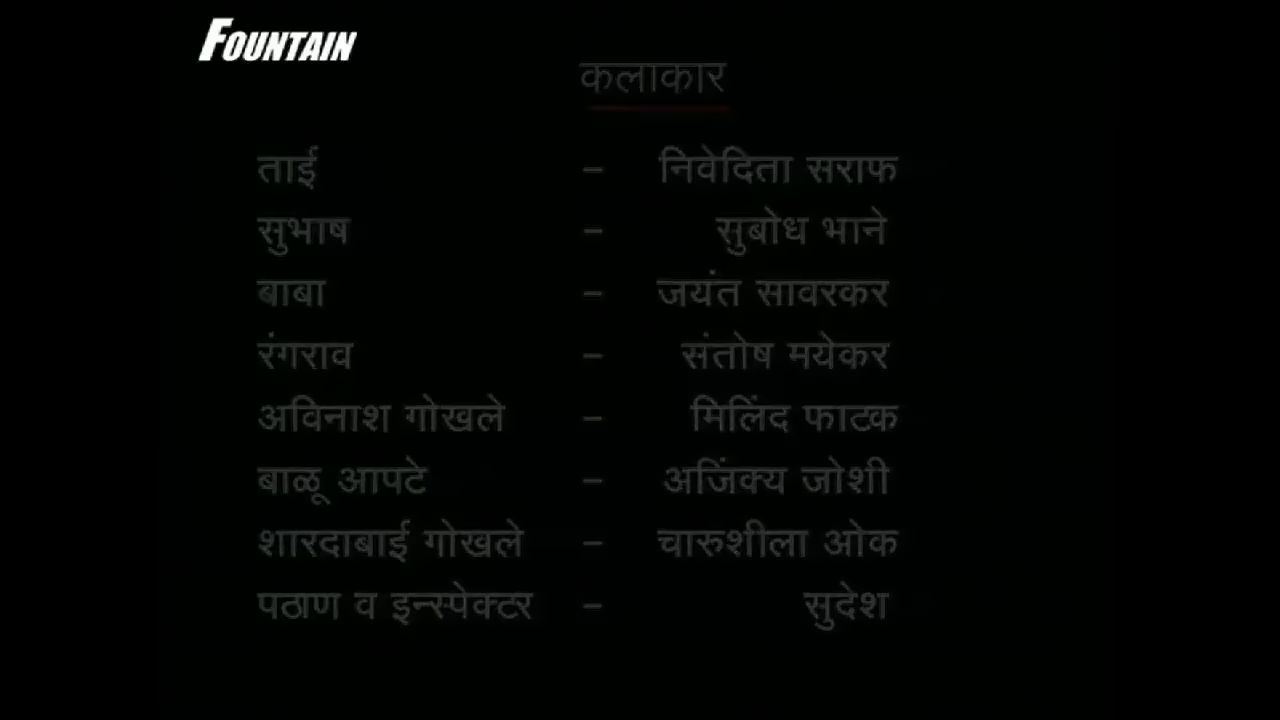 FOUNTAIN
कलाकार
ताई - निवेदिता सराफ
सुभाष - सुबोध भाने
बाबा - जयंत सावरकर
रंगराव - संतोष मयेकर
अविनाश गोखले - मिलिंद फाटक
बाळू आपटे - अजिंक्य जोशी
शारदाबाई गोखले - चारुशीला ओक
पठाण व इन्स्पेक्टर - सुदेश